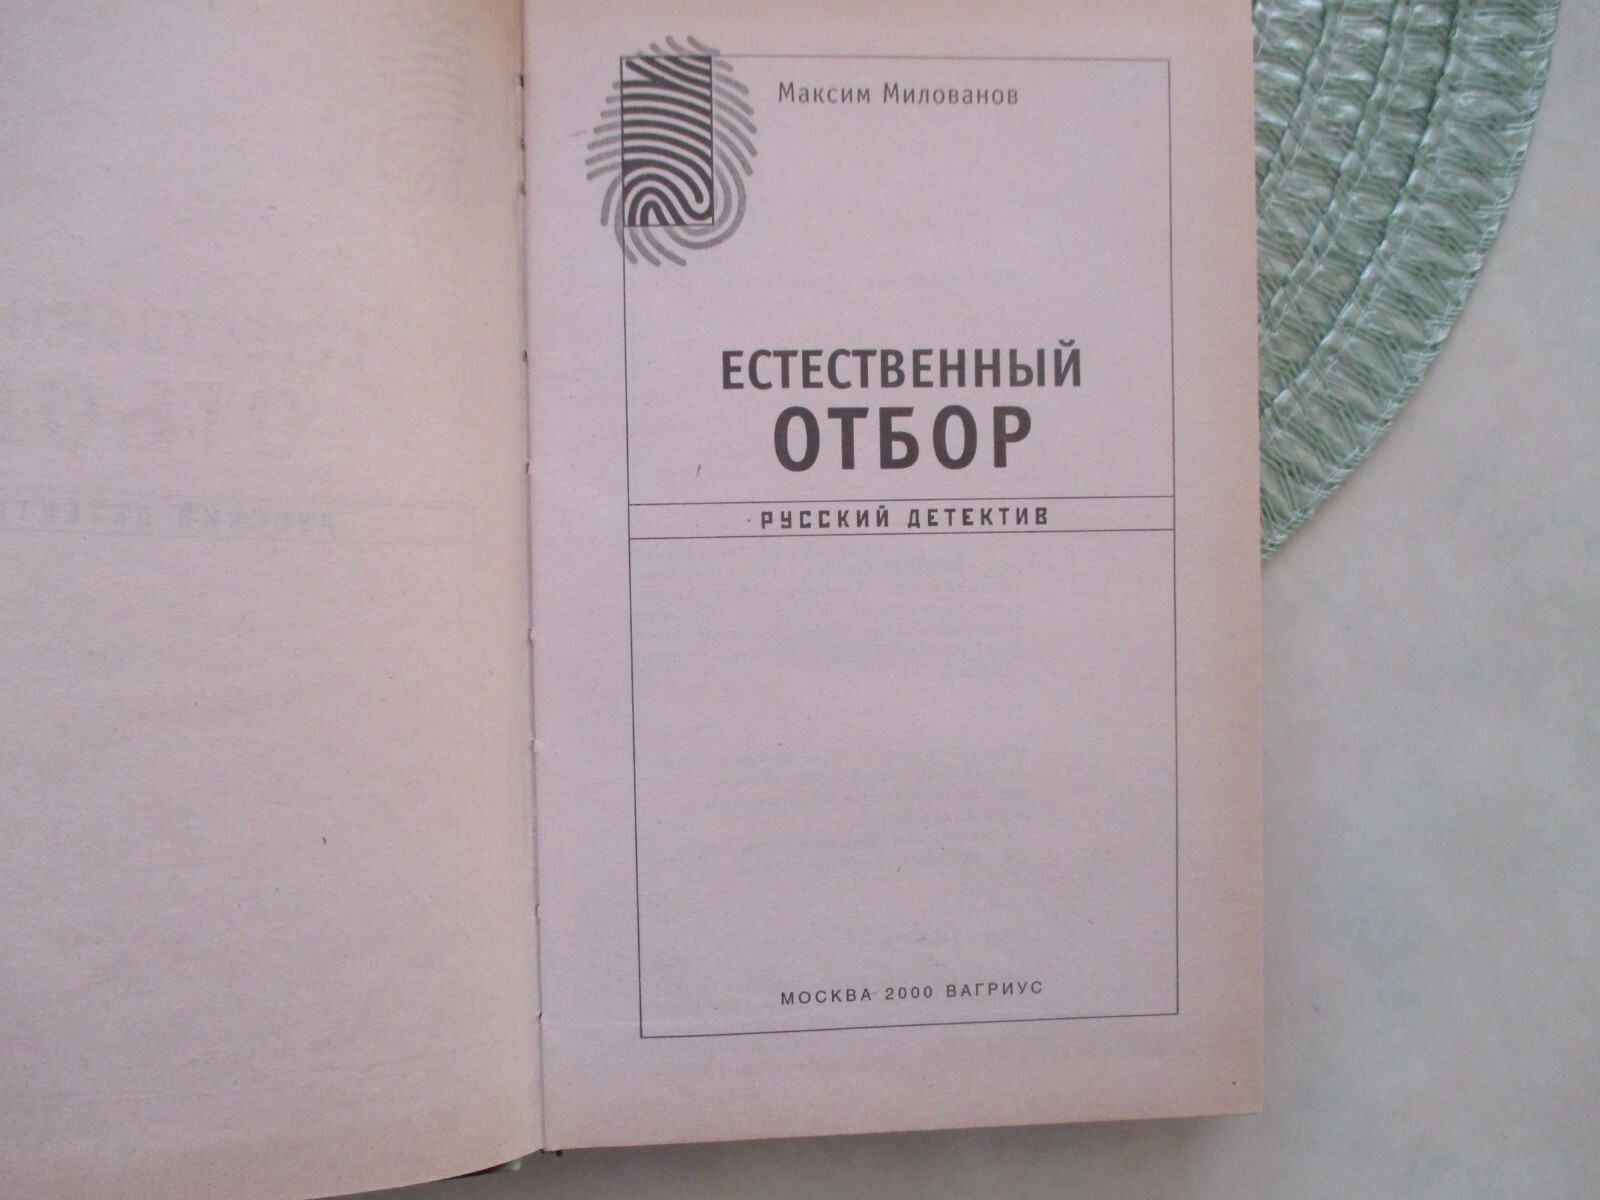 Максим Милованов
ЕСТЕСТВЕННЫЙ
ОТБОР
РУССКИЙ ДЕТЕКТИВ
МОСКВА 2000 ВАГРИУС